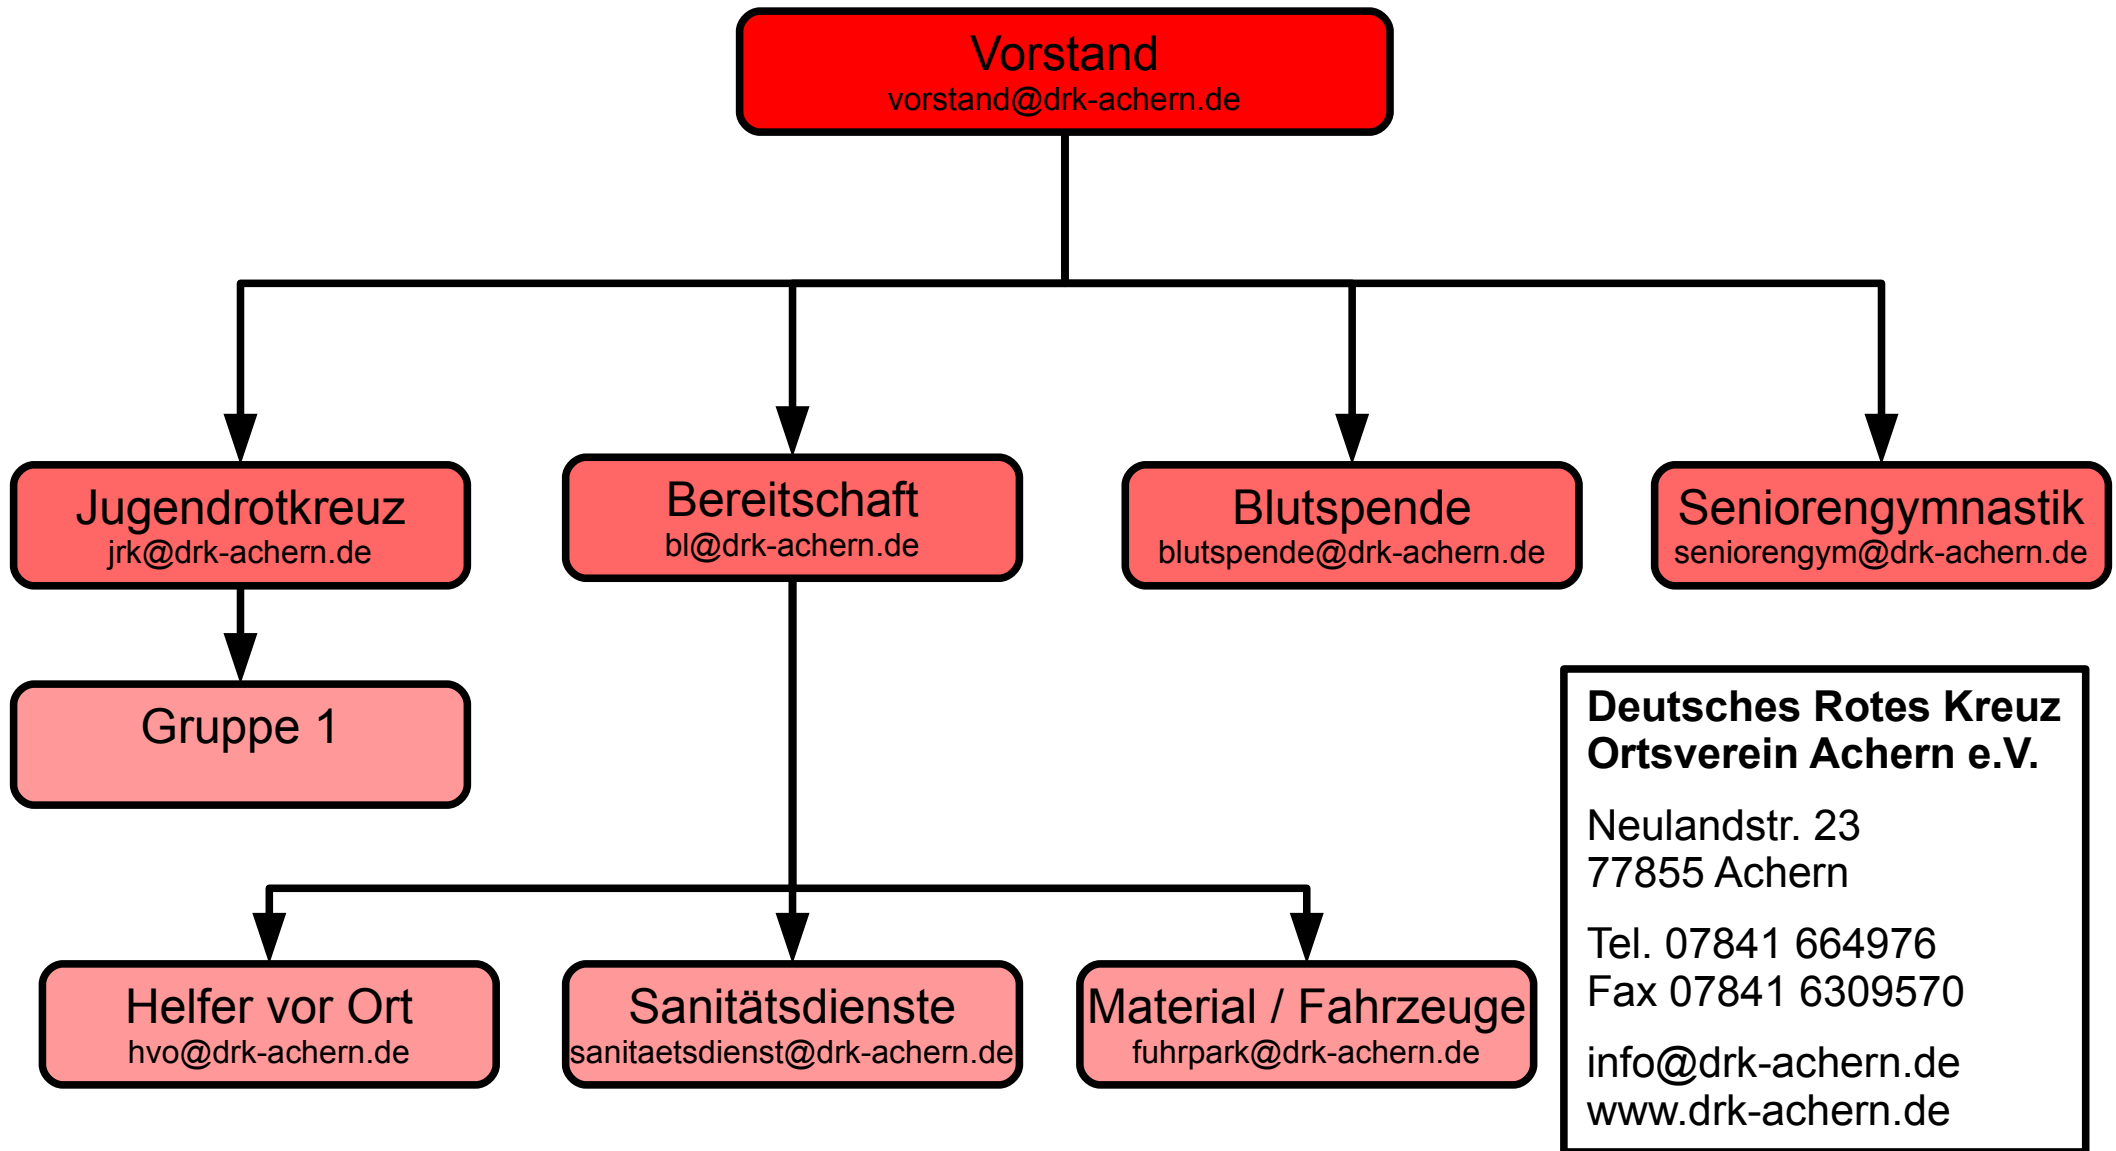 Vorstand
vorstand@drk-achern.de
Jugendrotkreuz
jrk@drk-achern.de
Bereitschaft
bl@drk-achern.de
Blutspende
blutspende@drk-achern.de
Seniorengymnastik
seniorengym@drk-achern.de
Gruppe 1
Helfer vor Ort
hvo@drk-achern.de
Sanitätsdienste
sanitaetsdienst@drk-achern.de
Material / Fahrzeuge
fuhrpark@drk-achern.de
Deutsches Rotes Kreuz
Ortsverein Achern e.V.
Neulandstr. 23
77855 Achern
Tel. 07841 664976
Fax 07841 6309570
info@drk-achern.de
www.drk-achern.de